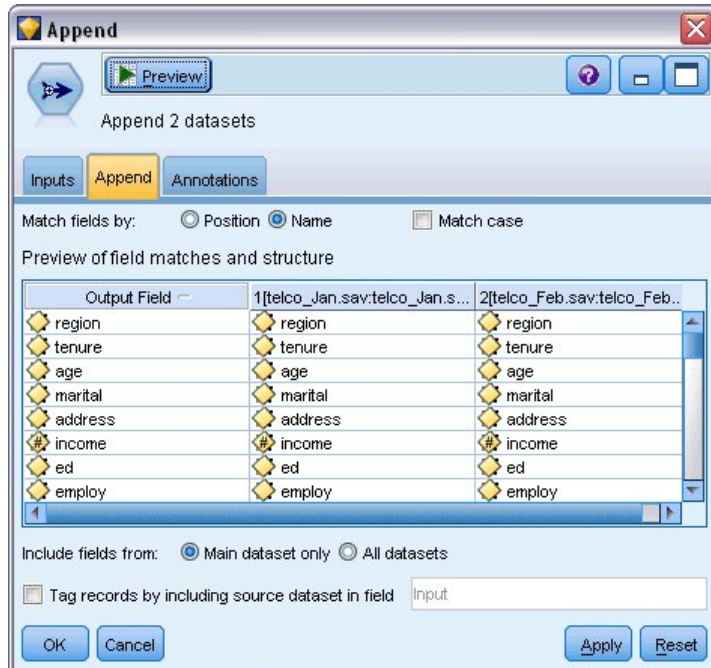 Append
Preview
?
Append 2 datasets
Inputs Append Annotations
Match fields by: Position Name Match case
Preview of field matches and structure
Output Field 1[telco_Jan.sav:telco_Jan.s... 2[telco_Feb.sav:telco_Feb...
region region region
tenure tenure tenure
age age age
marital marital marital
address address address
# income # income # income
ed ed ed
employ employ employ
Include fields from: Main dataset only All datasets
Tag records by including source dataset in field Input
OK Cancel Apply Reset